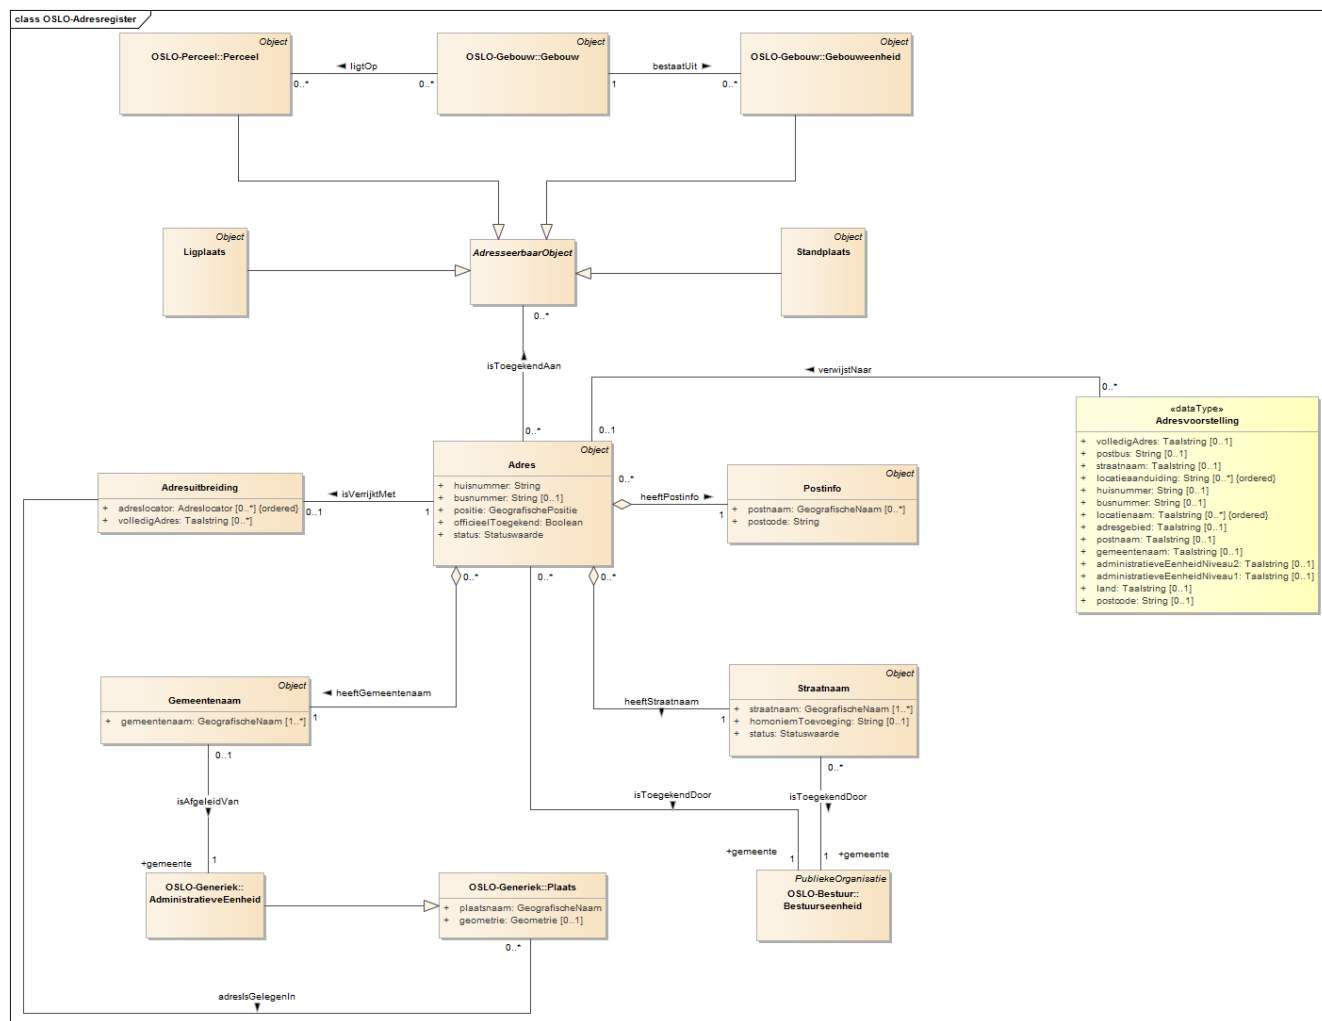 class OSLO-Adresregister
Object
OSLO-Perceel::Perceel
Object
OSLO-Gebouw::Gebouw
Object
OSLO-Gebouw::Gebouweenheid
ligtOp
0..*
0..*
bestaatUit
1
0..*
Object
Ligplaats
AdresseerbaarObject
Object
Standplaats
0..*
isToegekendAan
0..*
verwijstNaar
0..*
0..1
«dataType»
Adresvoorstelling
+ volledigAdres: Taalstring [0..1]
+ postbus: String [0..1]
+ straatnaam: Taalstring [0..1]
+ locatieaanduiding: String [0..*] {ordered}
+ huisnummer: String [0..1]
+ busnummer: String [0..1]
+ locatienaam: Taalstring [0..*] {ordered}
+ adresgebied: Taalstring [0..1]
+ postnaam: Taalstring [0..1]
+ gemeentenaam: Taalstring [0..1]
+ administratieveEenheidNiveau2: Taalstring [0..1]
+ administratieveEenheidNiveau1: Taalstring [0..1]
+ land: Taalstring [0..1]
+ postcode: String [0..1]
Object
Adres
+ huisnummer: String
+ busnummer: String [0..1]
+ positie: GeografischePositie
+ officieelToegekend: Boolean
+ status: Statuswaarde
Adresuitbreiding
+ adreslocator: Adreslocator [0..*] {ordered}
+ volledigAdres: Taalstring [0..*]
isVerrijktMet
0..1
1
0..*
heeftPostinfo
1
Postinfo
+ postnaam: GeografischeNaam [0..*]
+ postcode: String
0..*
0..*
0..*
Object
Gemeentenaam
+ gemeentenaam: GeografischeNaam [1..*]
heeftGemeentenaam
1
heeftStraatnaam
1
Object
Straatnaam
+ straatnaam: GeografischeNaam [1..*]
+ homoniemToevoeging: String [0..1]
+ status: Statuswaarde
0..1
isAfgeleidVan
+gemeente
1
0..*
isToegekendDoor
isToegekendDoor
+gemeente
1
1
+gemeente
OSLO-Generiek::
AdministratieveEenheid
OSLO-Generiek::Plaats
+ plaatsnaam: GeografischeNaam
+ geometrie: Geometrie [0..1]
PubliekeOrganisatie
OSLO-Bestuur::
Bestuurseenheid
0..*
adresIsGelegenIn